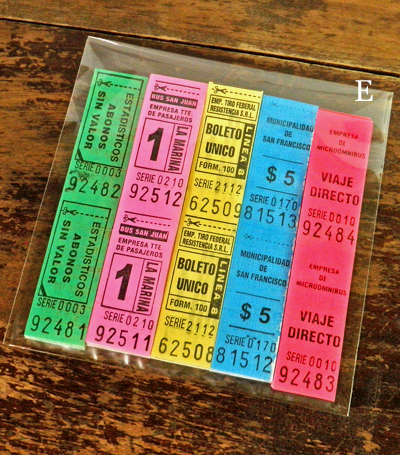 E
ESTADISTICOS
ABONOS
SIN VALOR
SERIE 0003
92482
ESTADISTICOS
ABONOS
SIN VALOR
SERIE 0003
92481
BUS SAN JUAN
EMPRESA TTE.
DE PASAJEROS
1
LA MARINA
SERIE 0210
92512
BUS SAN JUAN
EMPRESA TTE.
DE PASAJEROS
1
LA MARINA
SERIE 0210
92511
EMP. TIRO FEDERAL
RESISTENCIA S.R.L.
BOLETO
UNICO
FORM. 100
LINEA 8
SERIE 2112
62509
EMP. TIRO FEDERAL
RESISTENCIA S.R.L.
BOLETO
UNICO
FORM. 100
LINEA 8
SERIE 2112
62508
MUNICIPALIDAD
DE
SAN FRANCISCO
$ 5
SERIE 0170
81513
MUNICIPALIDAD
DE
SAN FRANCISCO
$ 5
SERIE 0170
81512
EMPRESA
DE
MICROOMNIBUS
VIAJE
DIRECTO
SERIE 0010
92484
EMPRESA
DE
MICROOMNIBUS
VIAJE
DIRECTO
SERIE 0010
92483